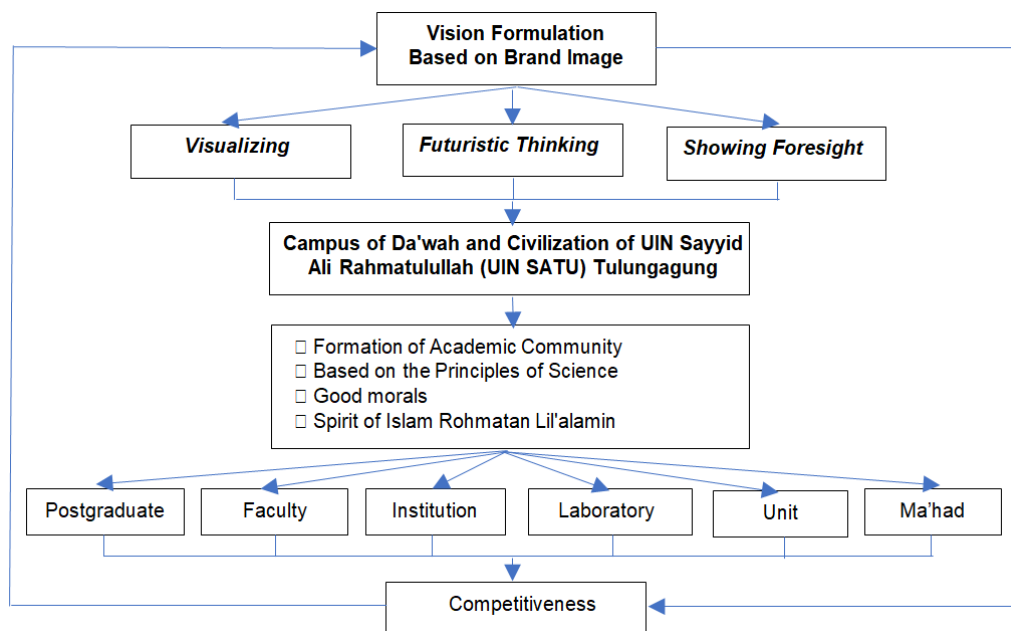 Vision Formulation
Based on Brand Image
Visualizing
Futuristic Thinking
Showing Foresight
Campus of Da'wah and Civilization of UIN Sayyid
Ali Rahmatulullah (UIN SATU) Tulungagung
□ Formation of Academic Community
□ Based on the Principles of Science
□ Good morals
□ Spirit of Islam Rohmatan Lil'alamin
Postgraduate
Faculty
Institution
Laboratory
Unit
Ma'had
Competitiveness